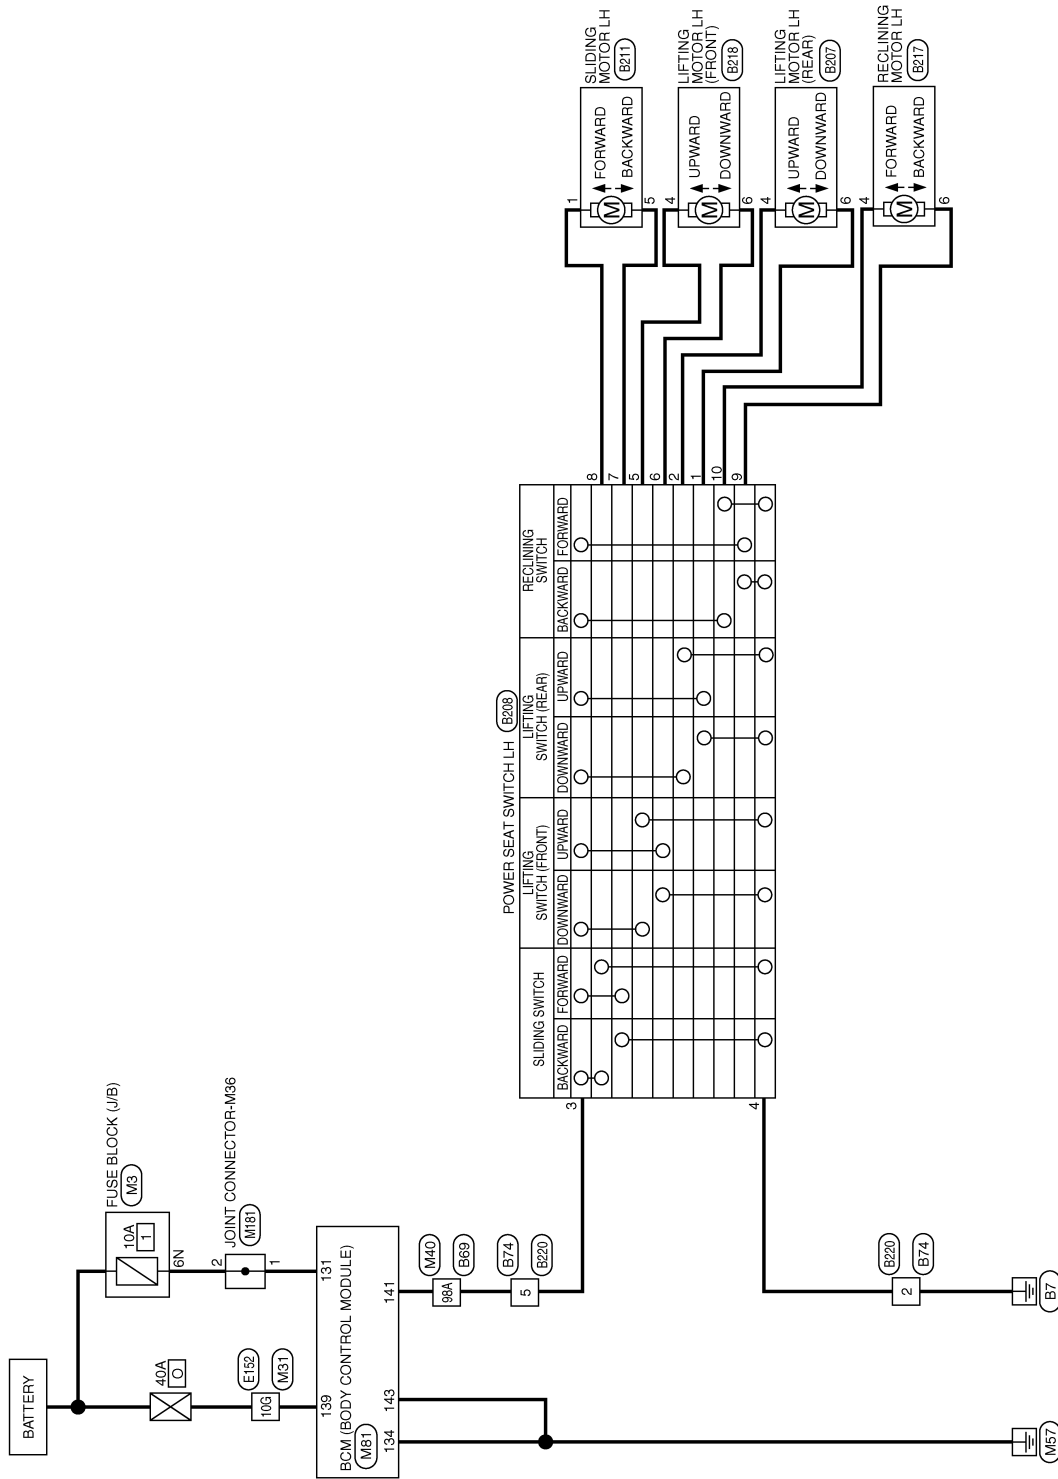 BATTERY
40A
O
E152
10G
M31
FUSE BLOCK (J/B)
M3
10A
1
6N
2
JOINT CONNECTOR-M36
M181
1
139
131
BCM (BODY CONTROL MODULE)
M81
134
143
141
M40
98A
B69
B74
5
B220
3
4
B220
2
B74
M57
B7
POWER SEAT SWITCH LH
B208
SLIDING SWITCH
LIFTING
SWITCH (FRONT)
LIFTING
SWITCH (REAR)
RECLINING
SWITCH
BACKWARD
FORWARD
DOWNWARD
UPWARD
DOWNWARD
UPWARD
BACKWARD
FORWARD
8
7
5
6
2
1
10
9
SLIDING
MOTOR LH
B211
1
M
FORWARD
BACKWARD
5
LIFTING
MOTOR LH
(FRONT)
B218
4
M
UPWARD
DOWNWARD
6
LIFTING
MOTOR LH
(REAR)
B207
4
M
UPWARD
DOWNWARD
6
RECLINING
MOTOR LH
B217
4
M
FORWARD
BACKWARD
6